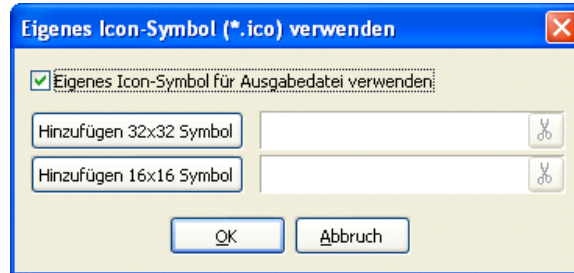 Eigenes Icon-Symbol (*.ico) verwenden
Eigenes Icon-Symbol für Ausgabedatei verwenden
Hinzufügen 32x32 Symbol
Hinzufügen 16x16 Symbol
OK Abbruch